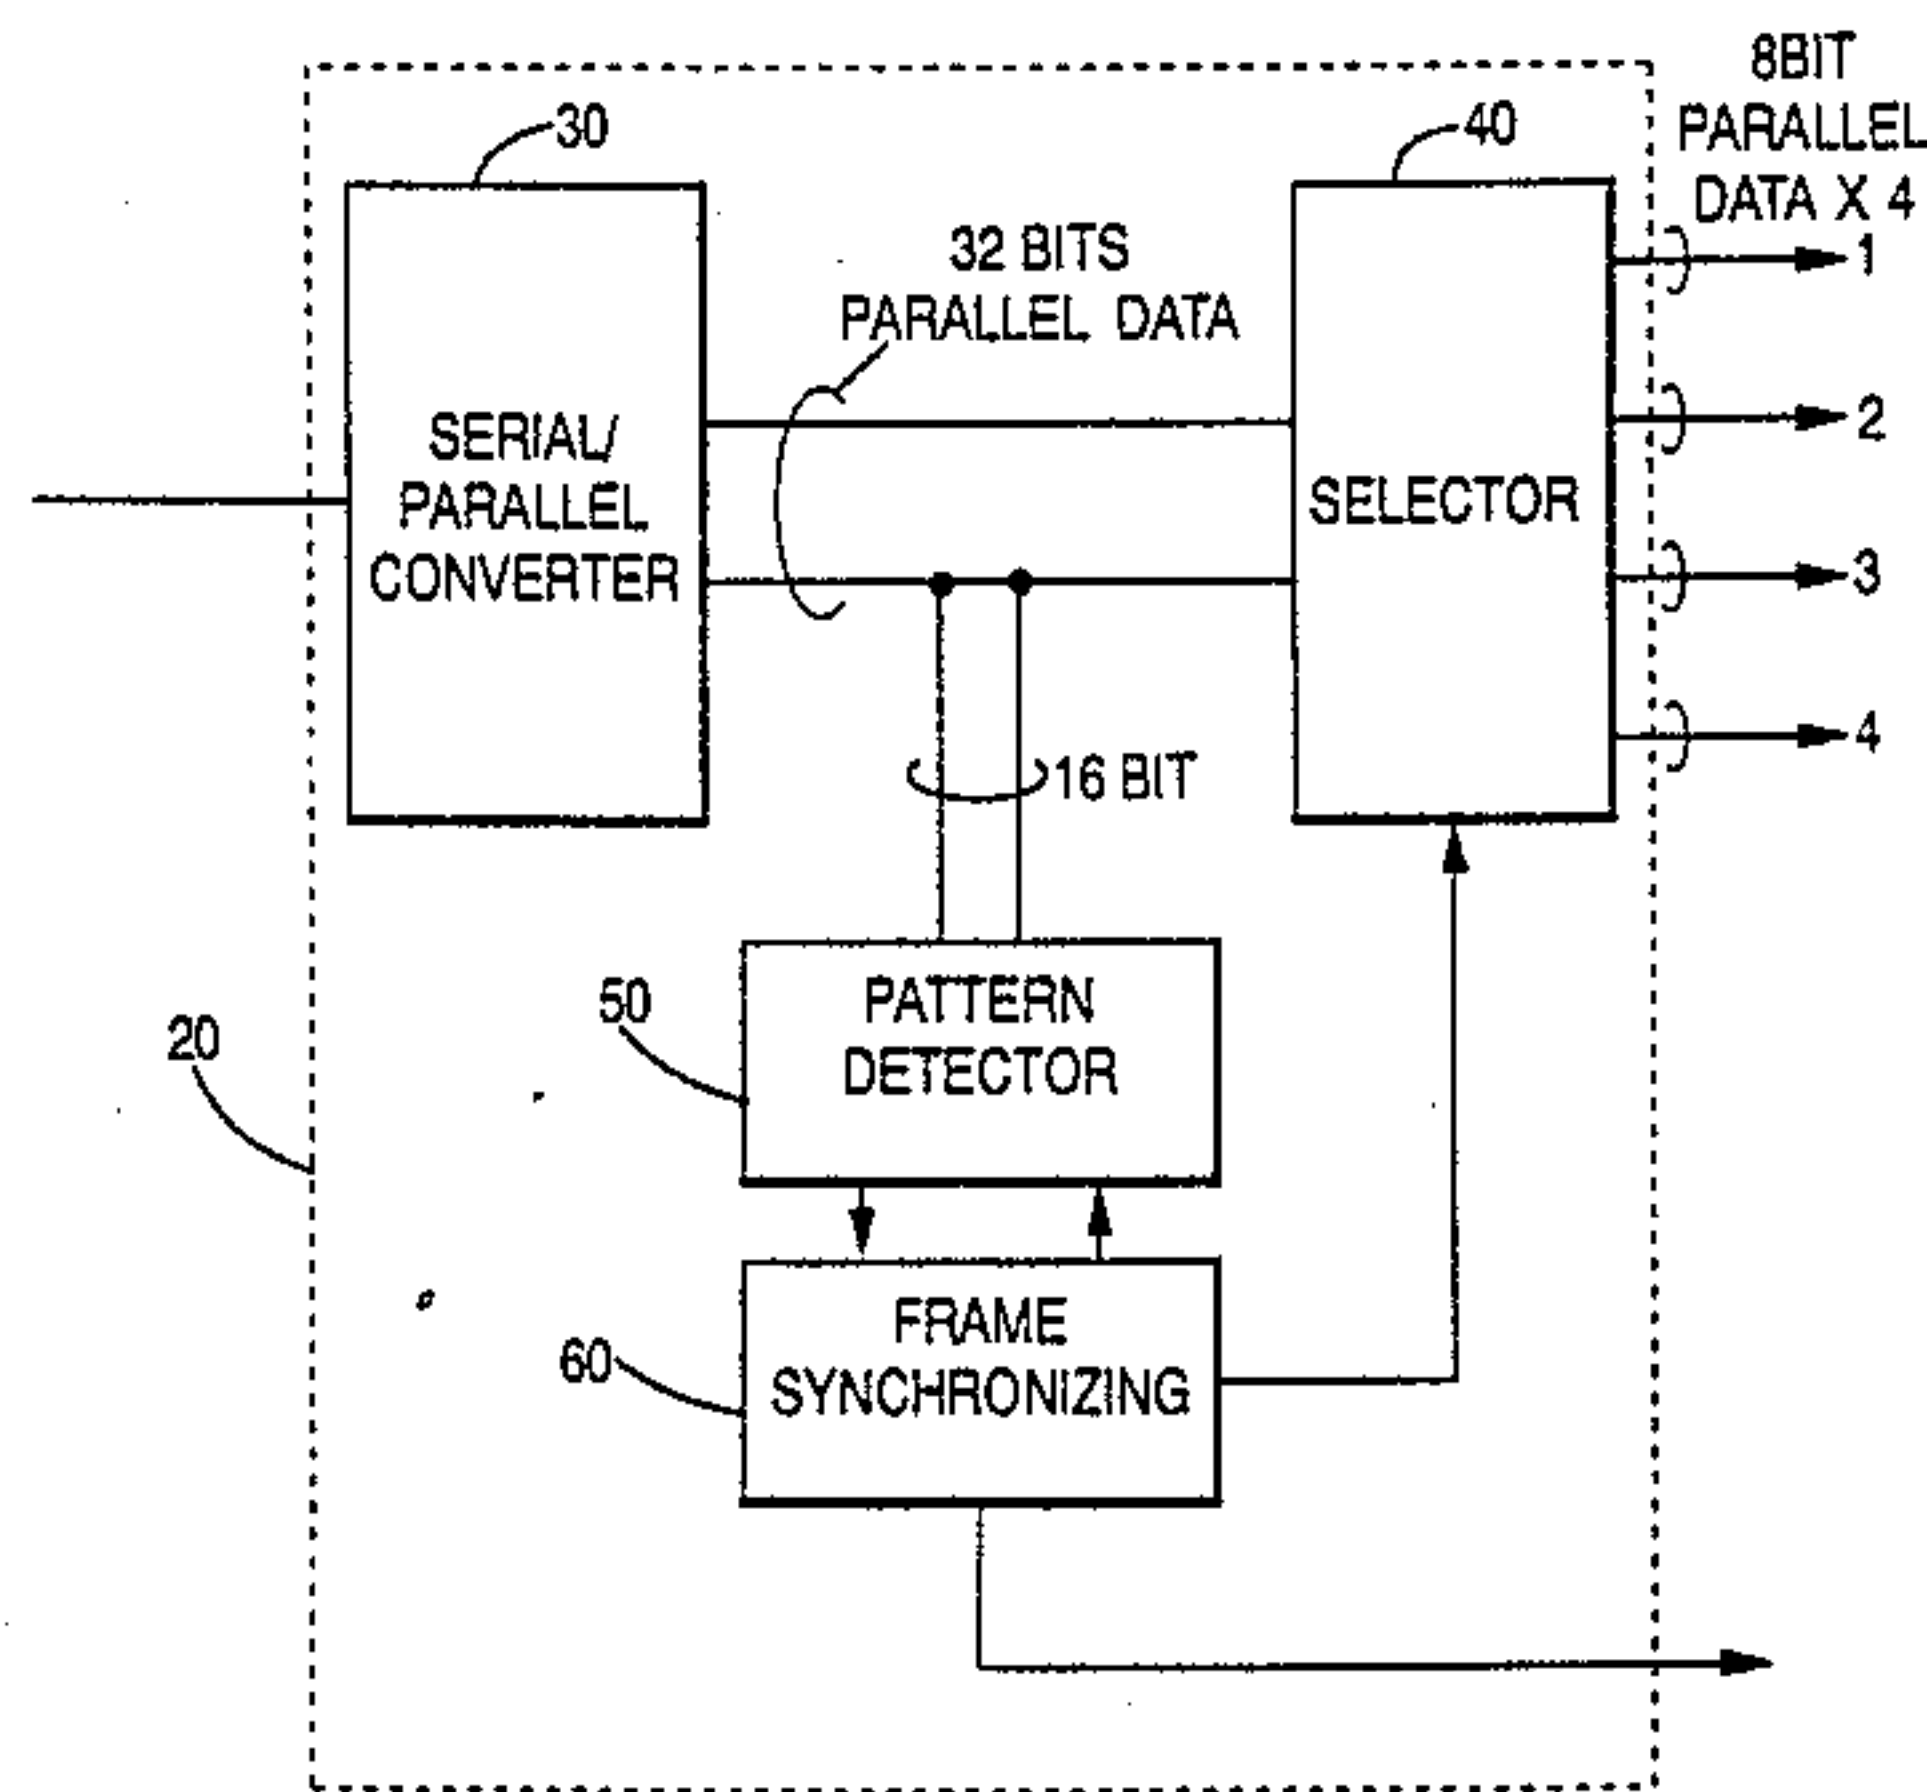 8BIT
PARALLEL
DATA X 4
30
40
32 BITS
PARALLEL DATA
1
2
3
4
SERIAL/
PARALLEL
CONVERTER
SELECTOR
16 BIT
50
PATTERN
DETECTOR
20
60
FRAME
SYNCHRONIZING